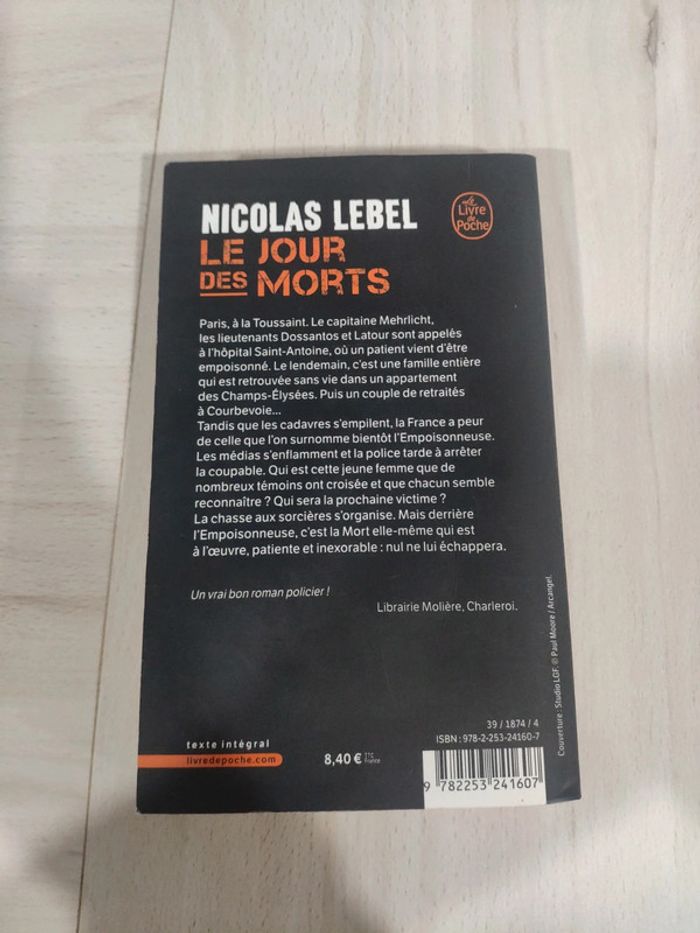 NICOLAS LEBEL
Le Livre de Poche
LE JOUR
DES MORTS
Paris, à la Toussaint. Le capitaine Mehrlicht,
les lieutenants Dossantos et Latour sont appelés
à l'hôpital Saint-Antoine, où un patient vient d'être
empoisonné. Le lendemain, c'est une famille entière
qui est retrouvée sans vie dans un appartement
des Champs-Élysées. Puis un couple de retraités
à Courbevoie...
Tandis que les cadavres s'empilent, la France a peur
de celle que l'on surnomme bientôt l'Empoisonneuse.
Les médias s'enflamment et la police tarde à arrêter
la coupable. Qui est cette jeune femme que de
nombreux témoins ont croisée et que chacun semble
reconnaître ? Qui sera la prochaine victime ?
La chasse aux sorcières s'organise. Mais derrière
l'Empoisonneuse, c'est la Mort elle-même qui est
à l'œuvre, patiente et inexorable : nul ne lui échappera.
Un vrai bon roman policier !
Librairie Molière, Charleroi.
Couverture : Studio LGF. © Paul Moore / Arcangel.
39 / 1874 / 4
ISBN : 978-2-253-24160-7
texte intégral
livredepoche.com
8,40 € TTC
France
9 782253 241607